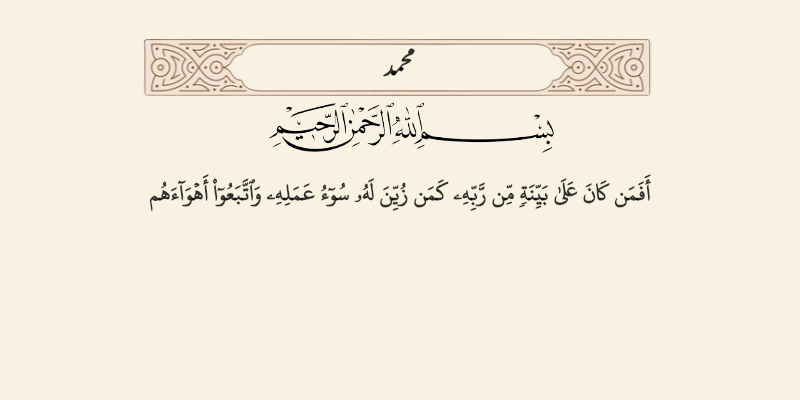 محمد
بِسْمِ ٱللَّهِ ٱلرَّحْمَٰنِ ٱلرَّحِيمِ
أَفَمَن كَانَ عَلَىٰ بَيِّنَةٍ مِّن رَّبِّهِۦ كَمَن زُيِّنَ لَهُۥ سُوٓءُ عَمَلِهِۦ وَٱتَّبَعُوٓا۟ أَهْوَآءَهُم